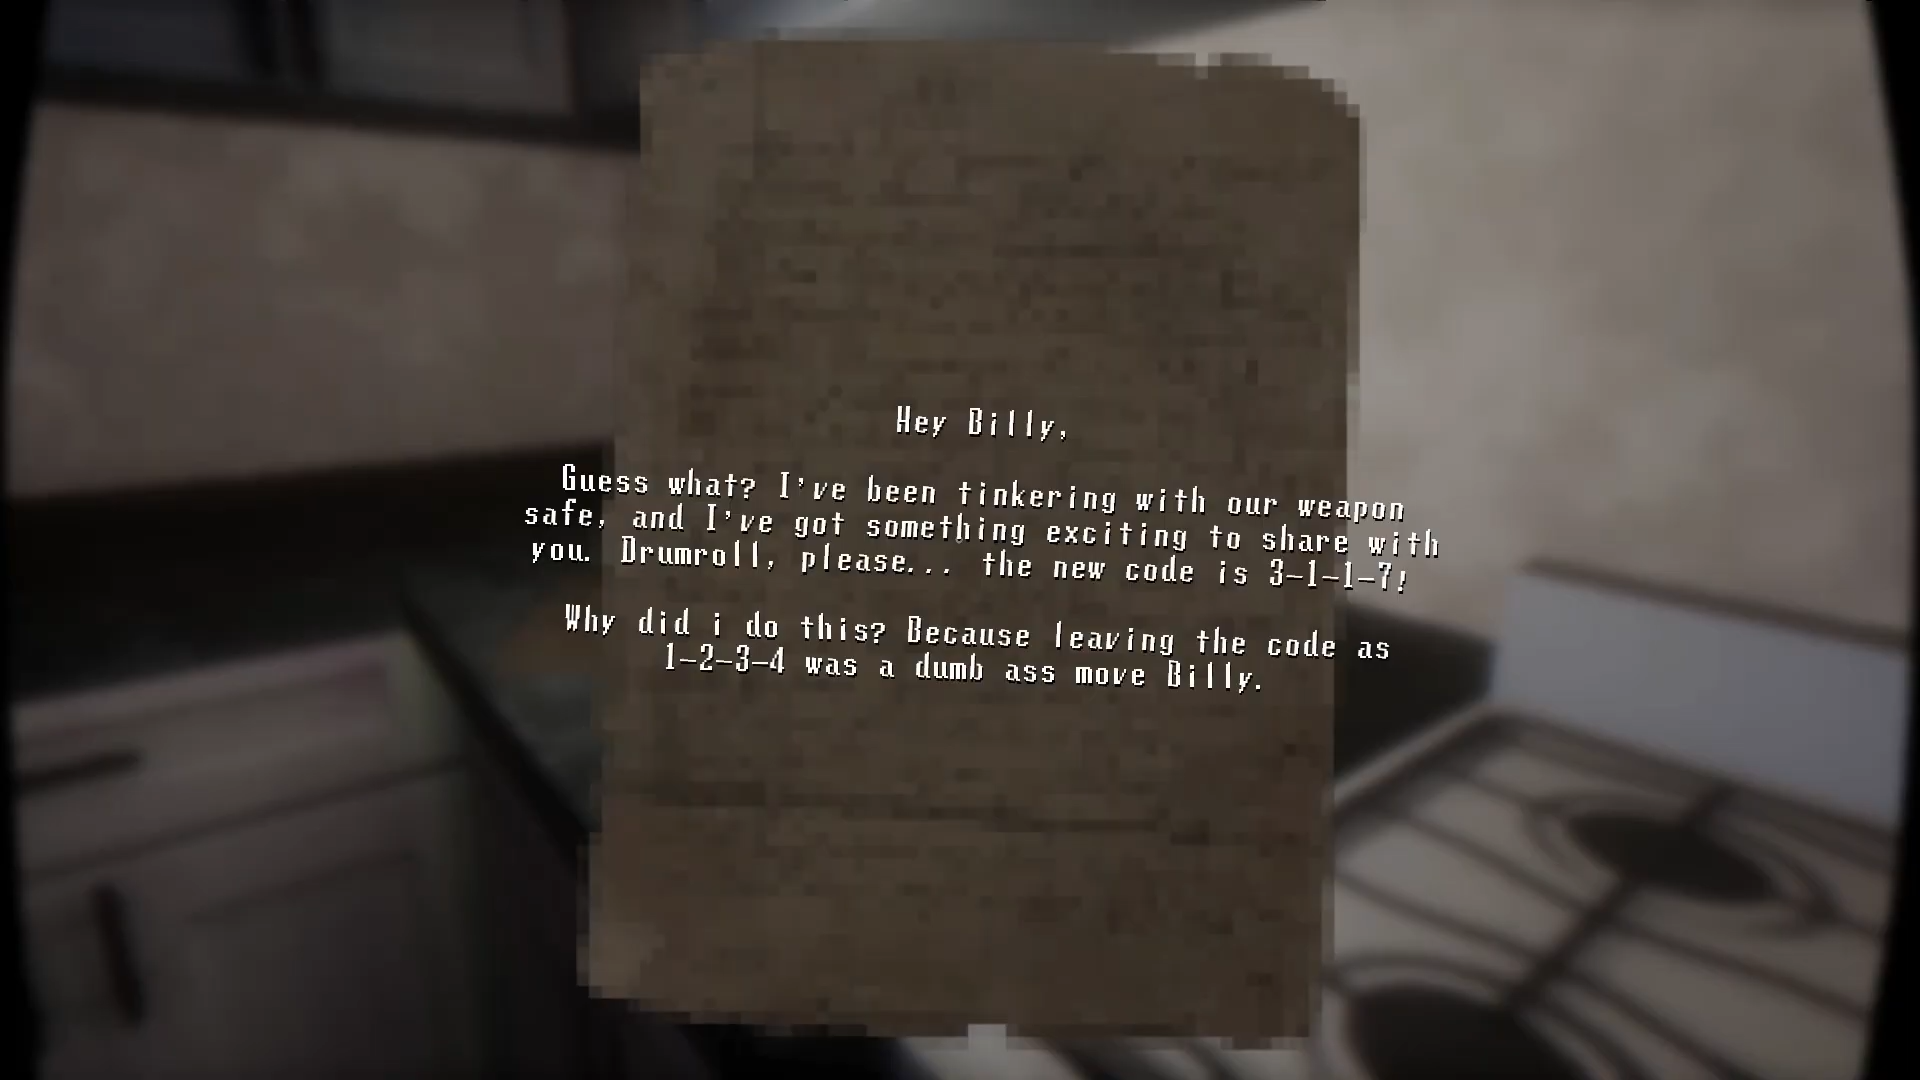 Hey Billy,
Guess what? I've been tinkering with our weapon
safe, and I've got something exciting to share with
you. Drumroll, please... the new code is 3-1-1-7!
Why did i do this? Because leaving the code as
1-2-3-4 was a dumb ass move Billy.